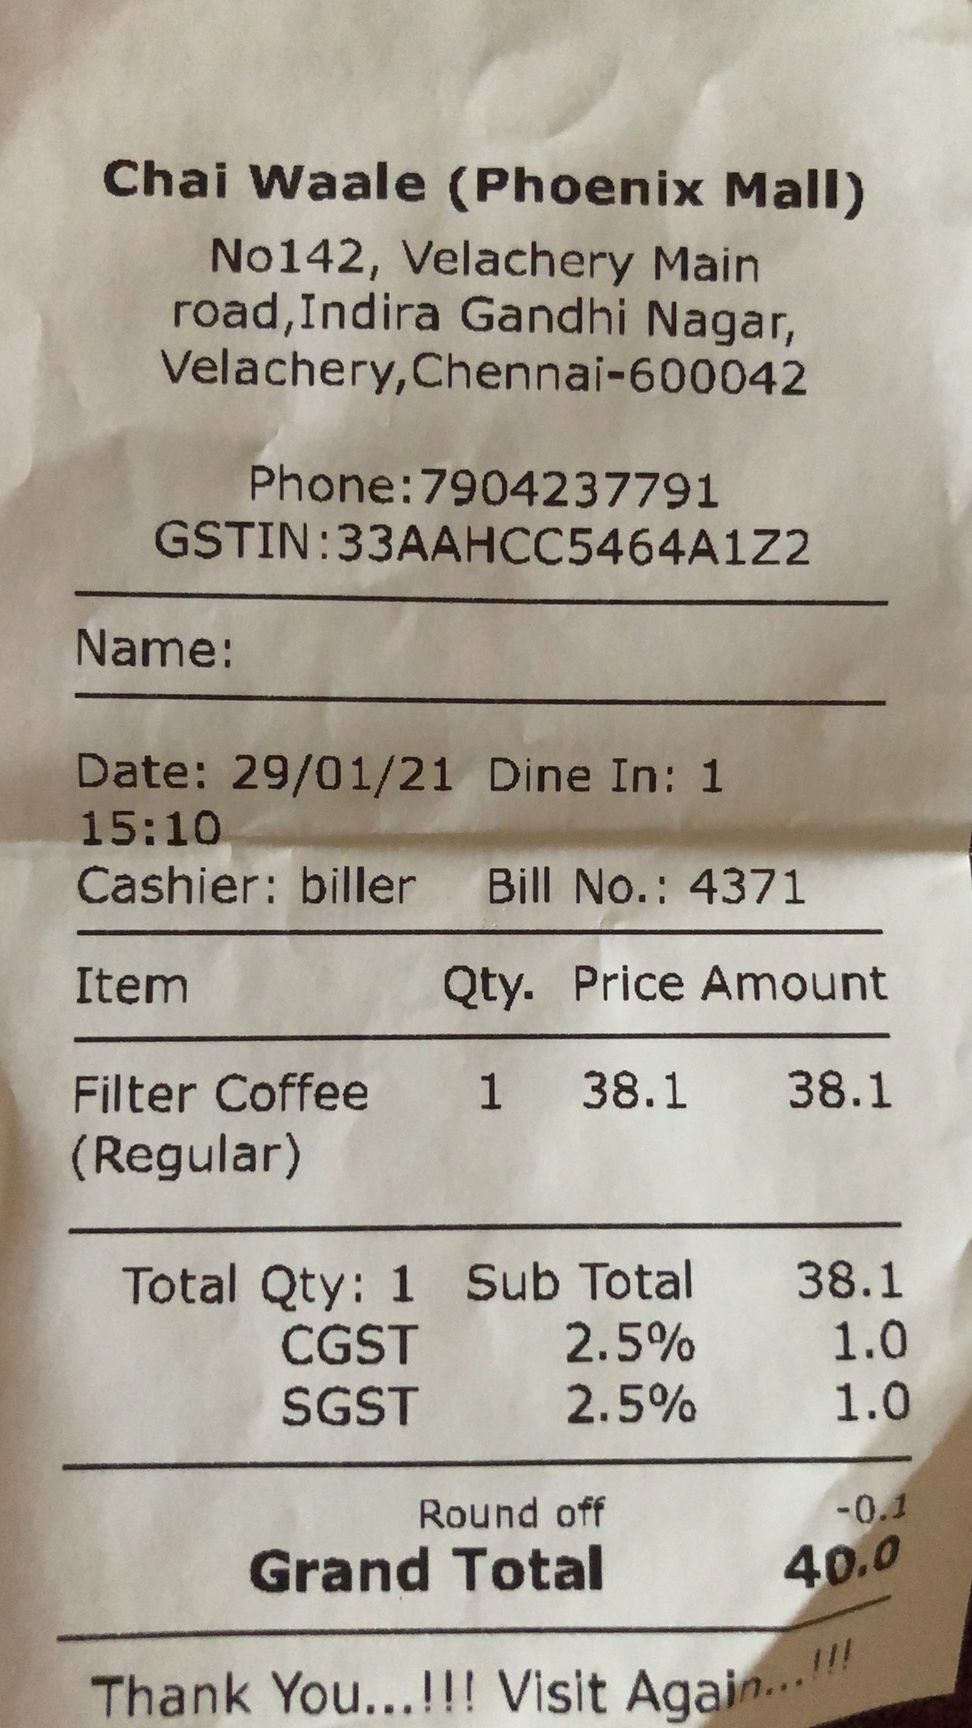 Chai Waale (Phoenix Mall)
No142, Velachery Main
road,Indira Gandhi Nagar,
Velachery,Chennai-600042
Phone:7904237791
GSTIN:33AAHCC5464A1Z2
Name:
Date: 29/01/21 Dine In: 1
15:10
Cashier: biller Bill No.: 4371
Item Qty. Price Amount
Filter Coffee 1 38.1 38.1
(Regular)
Total Qty: 1 Sub Total 38.1
CGST 2.5% 1.0
SGST 2.5% 1.0
Round off -0.1
Grand Total 40.0
Thank You...!!! Visit Again...!!!